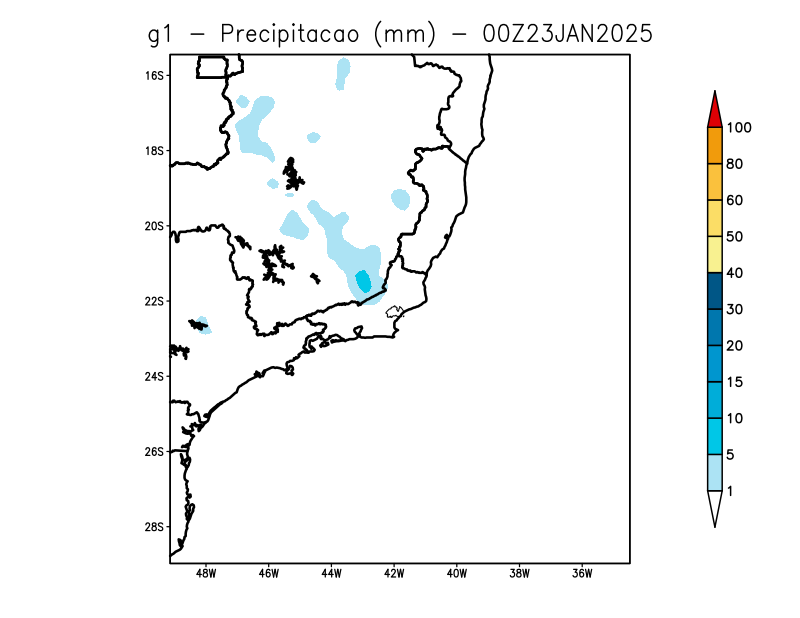 g1 – Precipitacao (mm) – 00Z23JAN2025
16S
18S
20S
22S
24S
26S
28S
48W 46W 44W 42W 40W 38W 36W
100
80
60
50
40
30
20
15
10
5
1